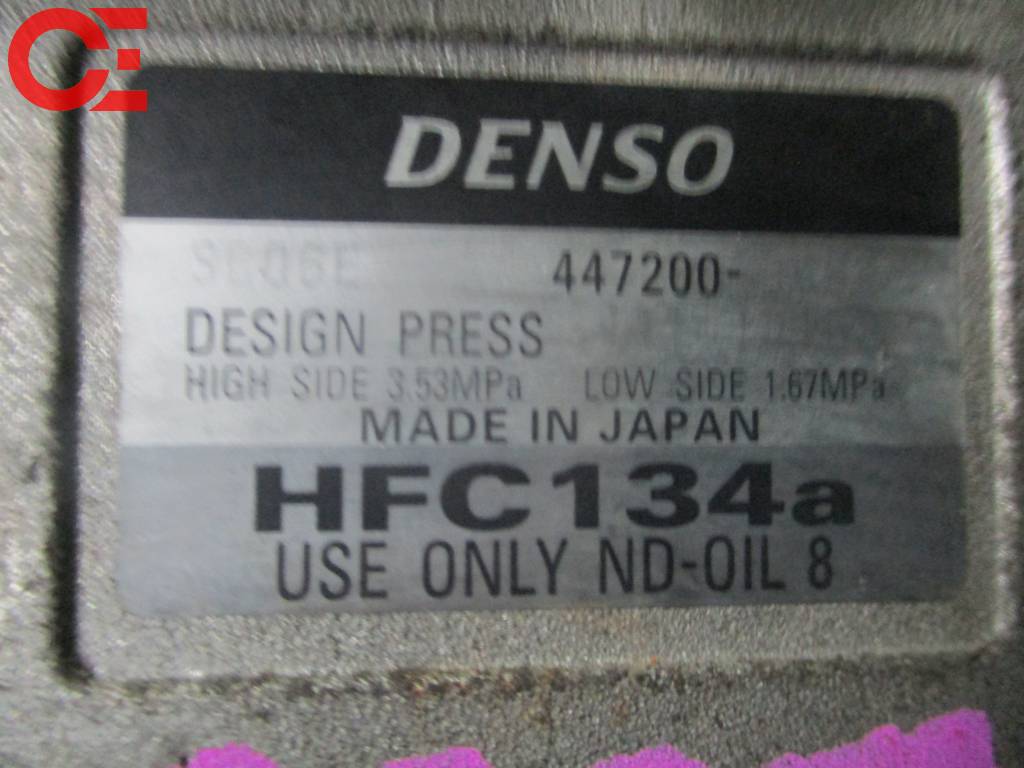 CE
DENSO
447200-
DESIGN PRESS
HIGH SIDE 3.53MPa LOW SIDE 1.67MPa
MADE IN JAPAN
HFC134a
USE ONLY ND-OIL 8